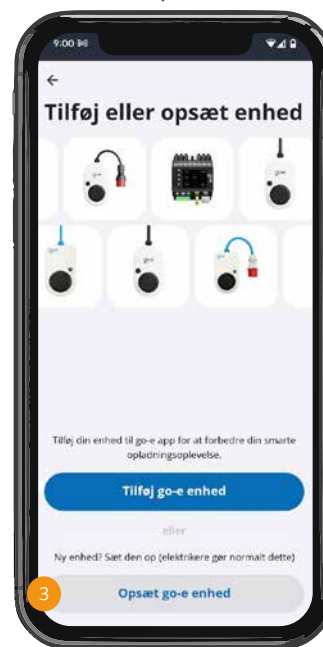 9:00
Tilføj eller opsæt enhed
Tilføj din enhed til go-e app for at forbedre din smarte
opladningsoplevelse.
Tilføj go-e enhed
eller
Ny enhed? Sæt den op (elektrikere gør normalt dette)
3
Opsæt go-e enhed